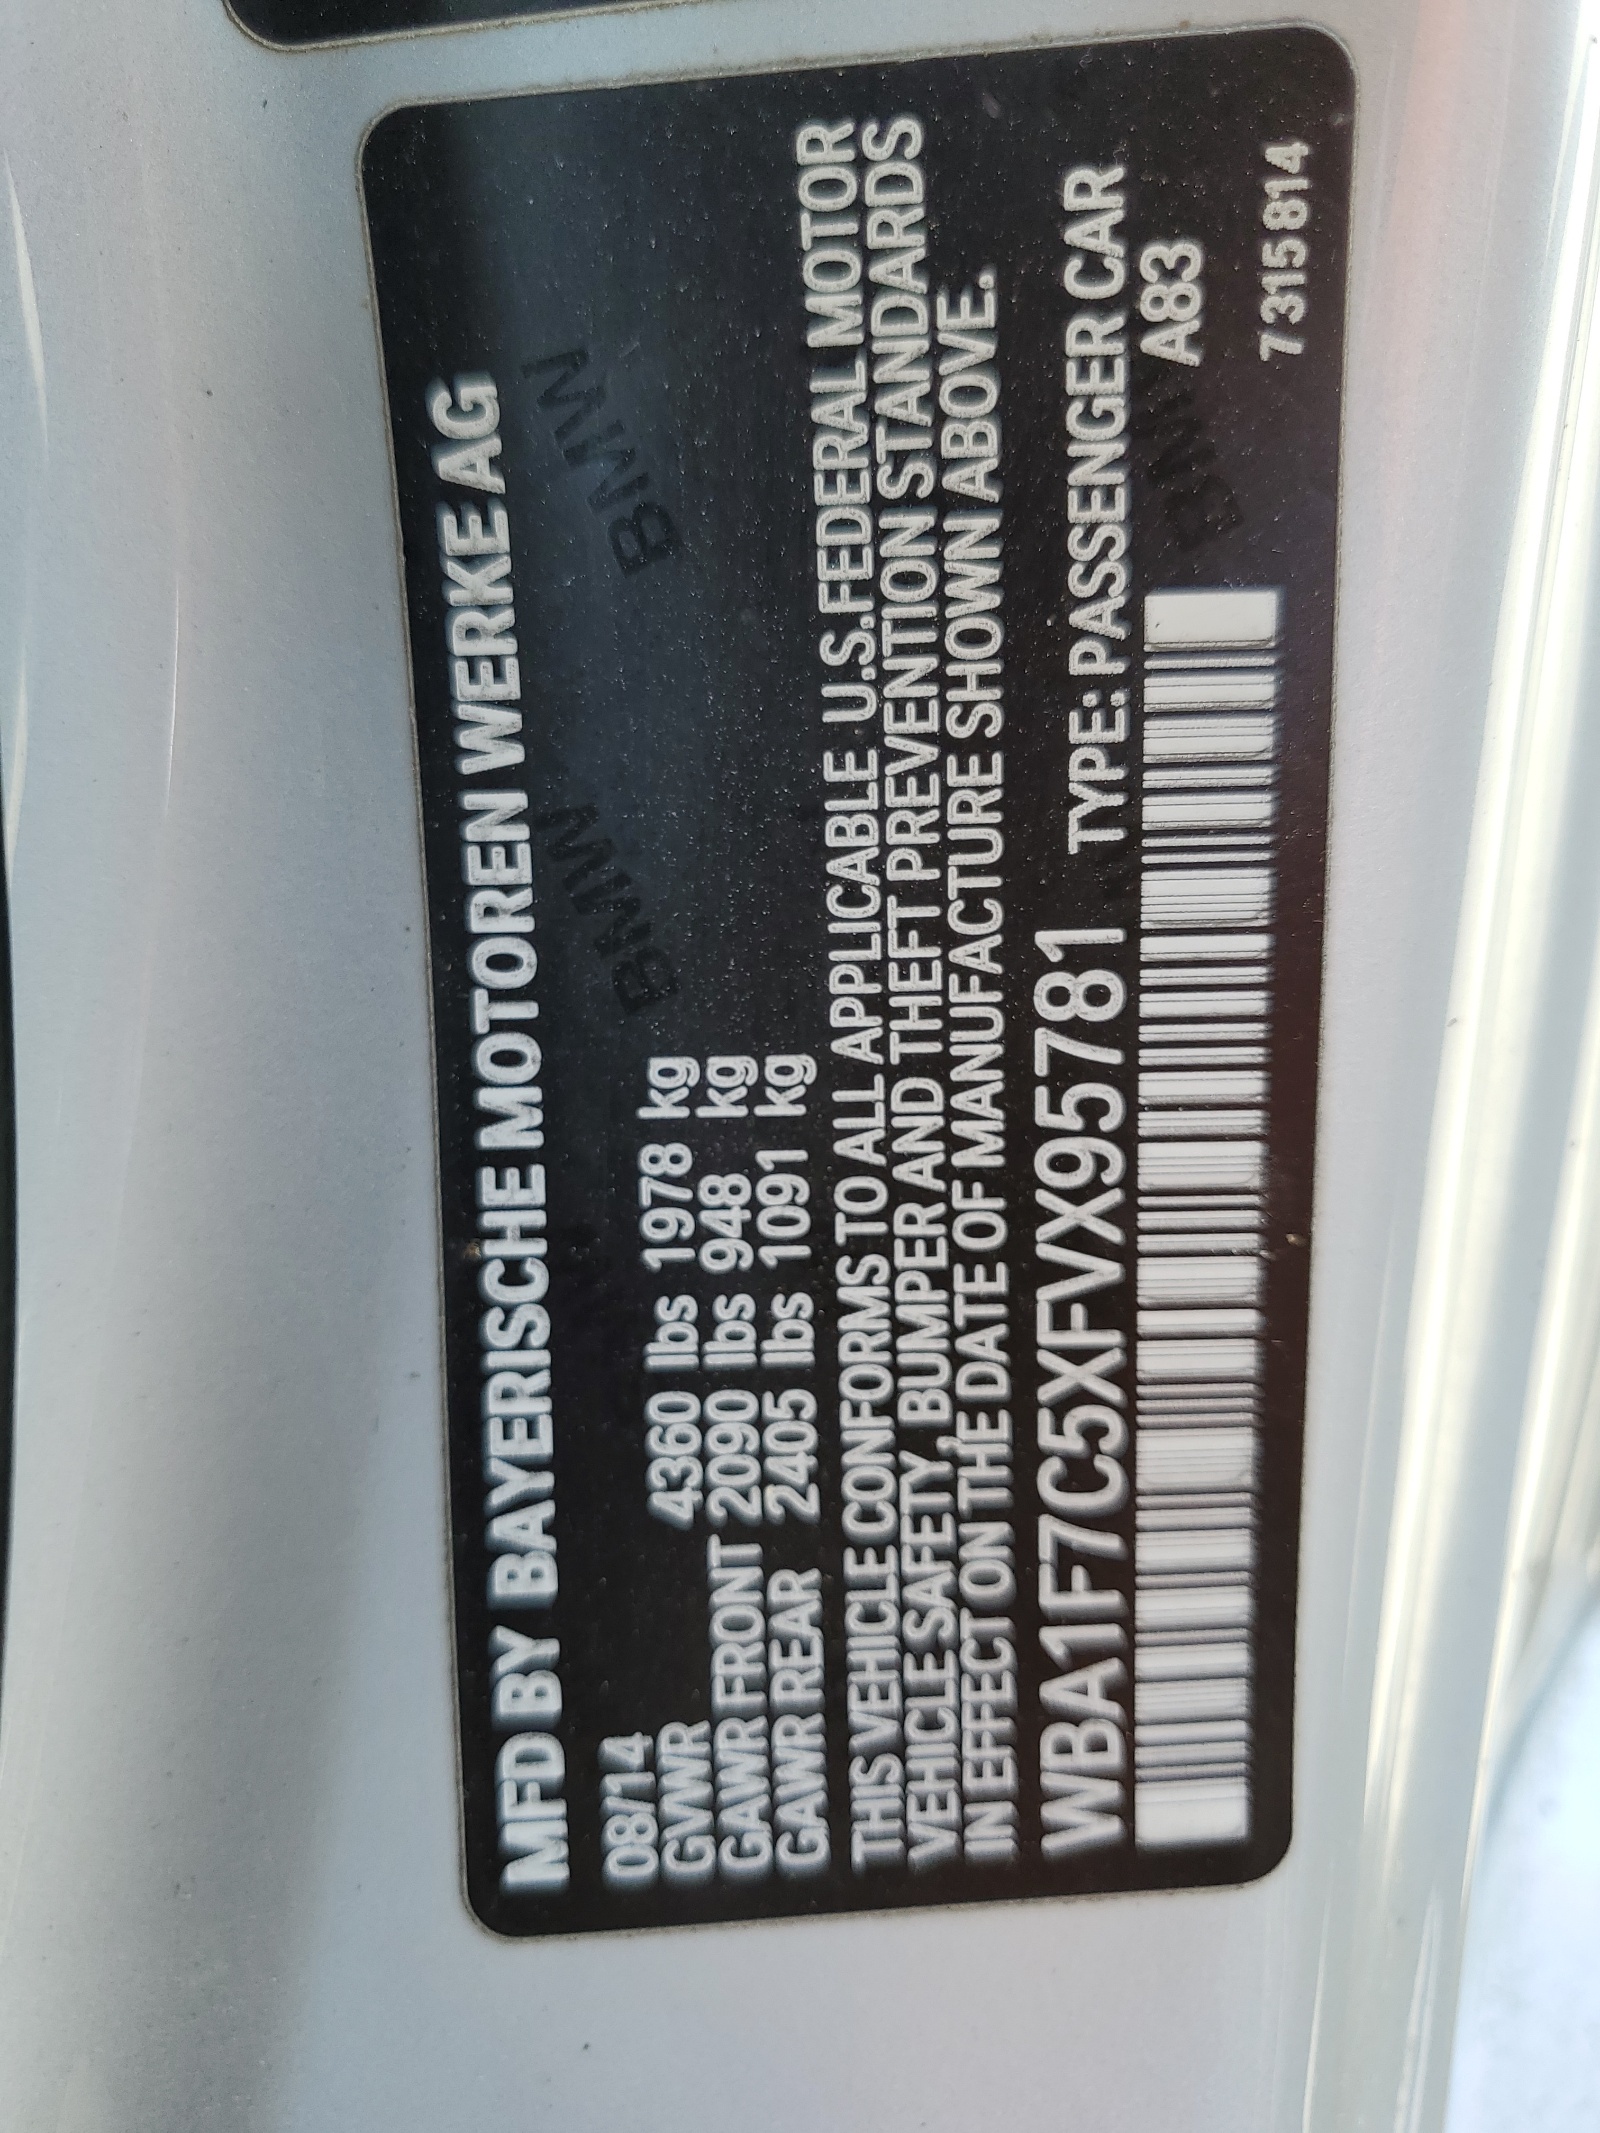 MFD BY BAYERISCHE MOTOREN WERKE AG
08/14
GVWR 4360 lbs 1978 kg
GAWR FRONT 2090 lbs 948 kg
GAWR REAR 2405 lbs 1091 kg
THIS VEHICLE CONFORMS TO ALL APPLICABLE U.S. FEDERAL MOTOR
VEHICLE SAFETY, BUMPER AND THEFT PREVENTION STANDARDS
IN EFFECT ON THE DATE OF MANUFACTURE SHOWN ABOVE.
WBA1F7C5XFVX95781 TYPE: PASSENGER CAR
A83
7315814
BMW
BMW
BMW